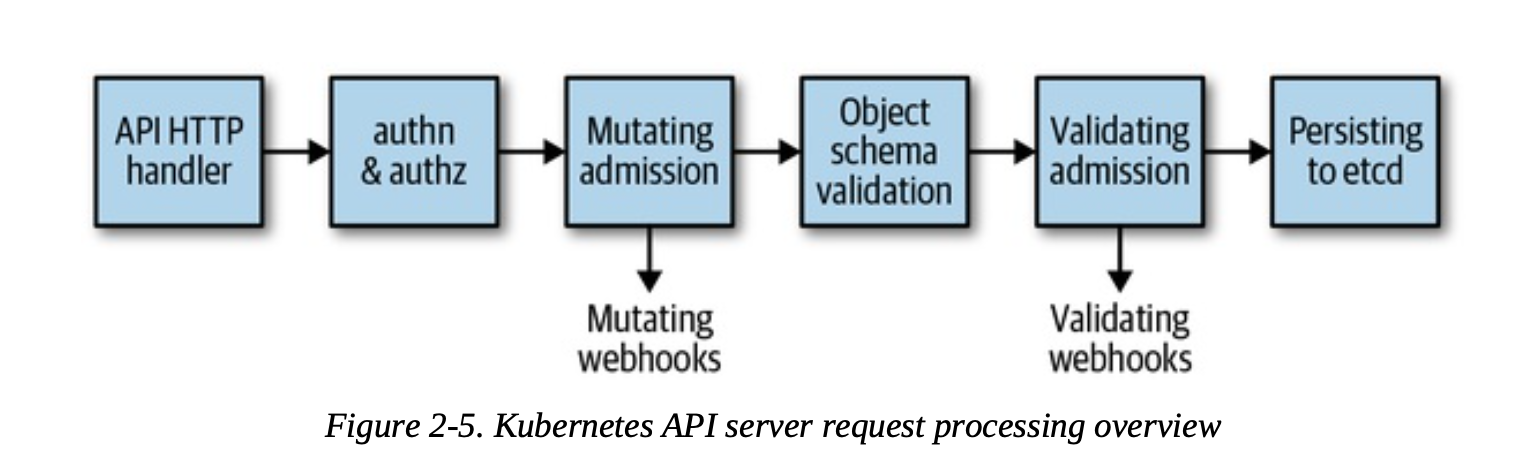 API HTTP
handler
authn
& authz
Mutating
admission
Object
schema
validation
Validating
admission
Persisting
to etcd
Mutating
webhooks
Validating
webhooks
Figure 2-5. Kubernetes API server request processing overview